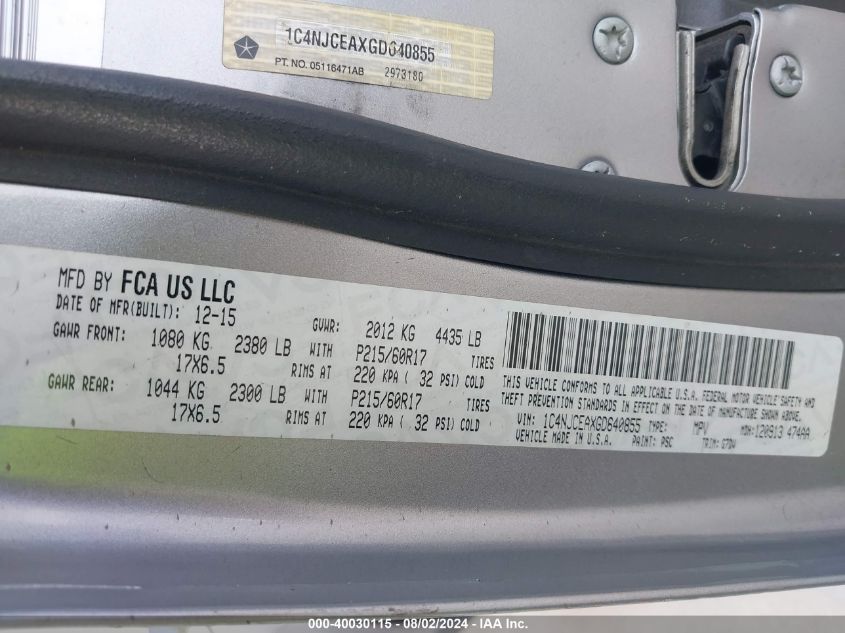 1C4NJCEAXGD640855
PT. NO. 05116471AB 2973180
MFD BY FCA US LLC
DATE OF MFR(BUILT): 12-15 GVWR: 2012 KG 4435 LB
GAWR FRONT: 1080 KG 2380 LB WITH P215/60R17 TIRES
17X6.5 RIMS AT 220 KPA ( 32 PSI) COLD
GAWR REAR: 1044 KG 2300 LB WITH P215/60R17 TIRES
17X6.5 RIMS AT 220 KPA ( 32 PSI) COLD
THIS VEHICLE CONFORMS TO ALL APPLICABLE U.S.A. FEDERAL MOTOR VEHICLE SAFETY AND
THEFT PREVENTION STANDARDS IN EFFECT ON THE DATE OF MANUFACTURE SHOWN ABOVE.
VIN: 1C4NJCEAXGD640855 TYPE: MPV MDH:120913 474AA
VEHICLE MADE IN U.S.A. PAINT: PSC TRIM:
000-40030115 - 08/02/2024 - IAA Inc.